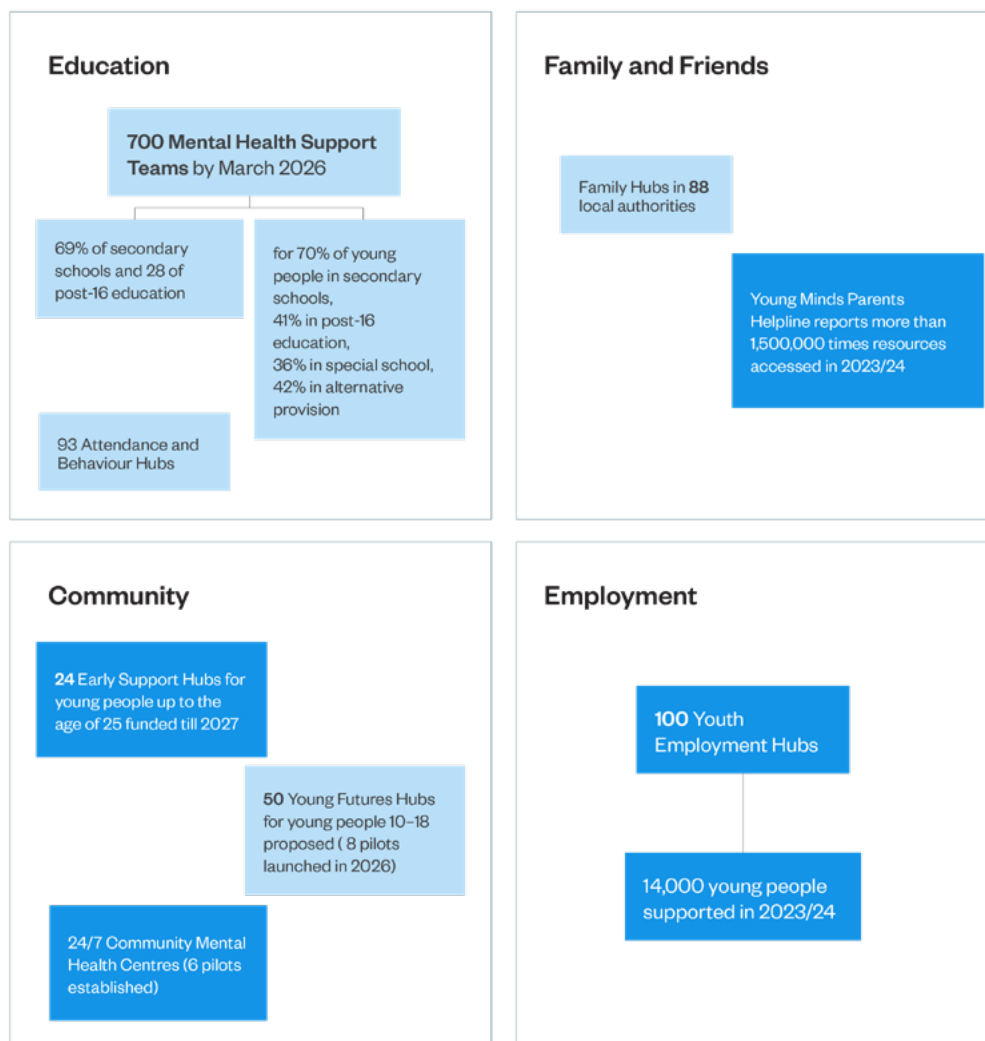 Education
700 Mental Health Support
Teams by March 2026
69% of secondary
schools and 28 of
post-16 education
for 70% of young
people in secondary
schools,
41% in post-16
education,
36% in special school,
42% in alternative
provision
93 Attendance and
Behaviour Hubs
Family and Friends
Family Hubs in 88
local authorities
Young Minds Parents
Helpline reports more than
1,500,000 times resources
accessed in 2023/24
Community
24 Early Support Hubs for
young people up to the
age of 25 funded till 2027
50 Young Futures Hubs
for young people 10–18
proposed ( 8 pilots
launched in 2026)
24/7 Community Mental
Health Centres (6 pilots
established)
Employment
100 Youth
Employment Hubs
14,000 young people
supported in 2023/24